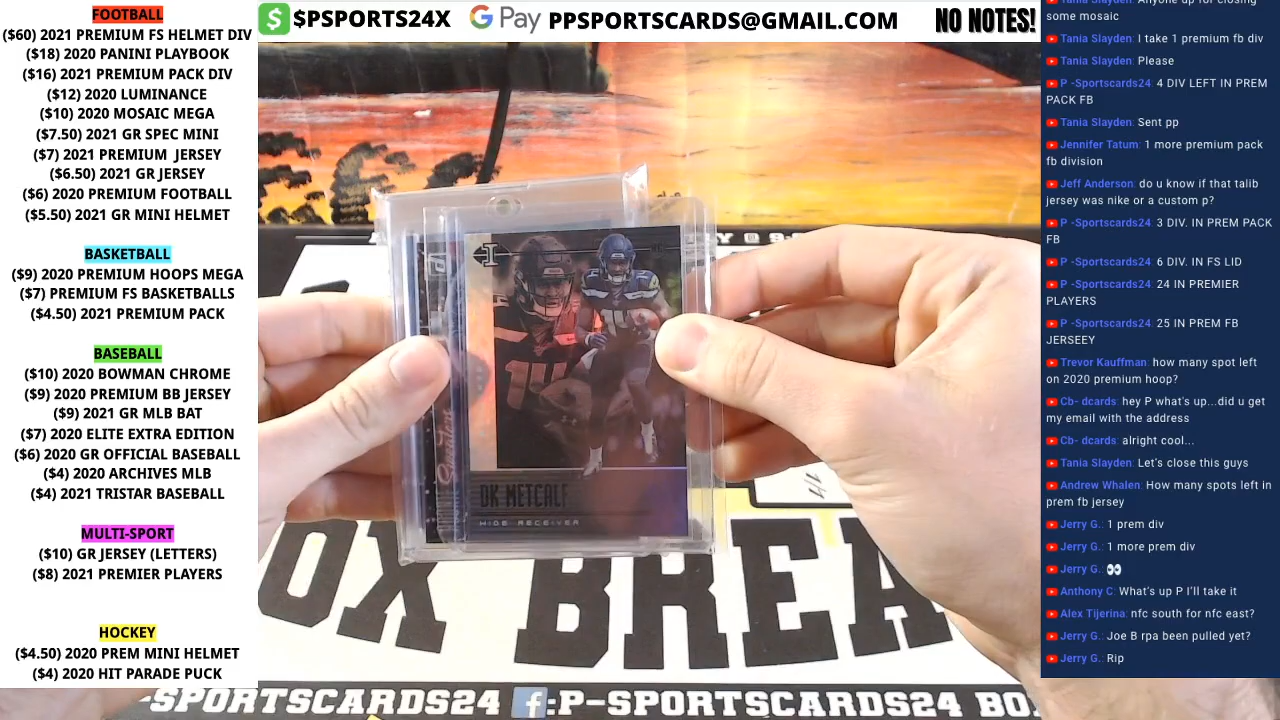 FOOTBALL
($60) 2021 PREMIUM FS HELMET DIV
($18) 2020 PANINI PLAYBOOK
($16) 2021 PREMIUM PACK DIV
($12) 2020 LUMINANCE
($10) 2020 MOSAIC MEGA
($7.50) 2021 GR SPEC MINI
($7) 2021 PREMIUM JERSEY
($6.50) 2021 GR JERSEY
($6) 2020 PREMIUM FOOTBALL
($5.50) 2021 GR MINI HELMET
BASKETBALL
($9) 2020 PREMIUM HOOPS MEGA
($7) PREMIUM FS BASKETBALLS
($4.50) 2021 PREMIUM PACK
BASEBALL
($10) 2020 BOWMAN CHROME
($9) 2020 PREMIUM BB JERSEY
($9) 2021 GR MLB BAT
($7) 2020 ELITE EXTRA EDITION
($6) 2020 GR OFFICIAL BASEBALL
($4) 2020 ARCHIVES MLB
($4) 2021 TRISTAR BASEBALL
MULTI-SPORT
($10) GR JERSEY (LETTERS)
($8) 2021 PREMIER PLAYERS
HOCKEY
($4.50) 2020 PREM MINI HELMET
($4) 2020 HIT PARADE PUCK
$PSPORTS24X G Pay PPSPORTSCARDS@GMAIL.COM NO NOTES!
I
14
DK METCALF
WIDE RECEIVER
OX BREA
-SPORTSCARDS24 f:P-SPORTSCARDS24 BO
Tania Slayden: Anyone up for closing
some mosaic
Tania Slayden: I take 1 premium fb div
Tania Slayden: Please
P -Sportscards24: 4 DIV LEFT IN PREM
PACK FB
Tania Slayden: Sent pp
Jennifer Tatum: 1 more premium pack
fb division
Jeff Anderson: do u know if that talib
jersey was nike or a custom p?
P -Sportscards24: 3 DIV. IN PREM PACK
FB
P -Sportscards24: 6 DIV. IN FS LID
P -Sportscards24: 24 IN PREMIER
PLAYERS
P -Sportscards24: 25 IN PREM FB
JERSEEY
Trevor Kauffman: how many spot left
on 2020 premium hoop?
Cb- dcards: hey P what's up...did u get
my email with the address
Cb- dcards: alright cool...
Tania Slayden: Let's close this guys
Andrew Whalen: How many spots left in
prem fb jersey
Jerry G.: 1 prem div
Jerry G.: 1 more prem div
Jerry G.: 👀
Anthony C: What's up P I'll take it
Alex Tijerina: nfc south for nfc east?
Jerry G.: Joe B rpa been pulled yet?
Jerry G.: Rip